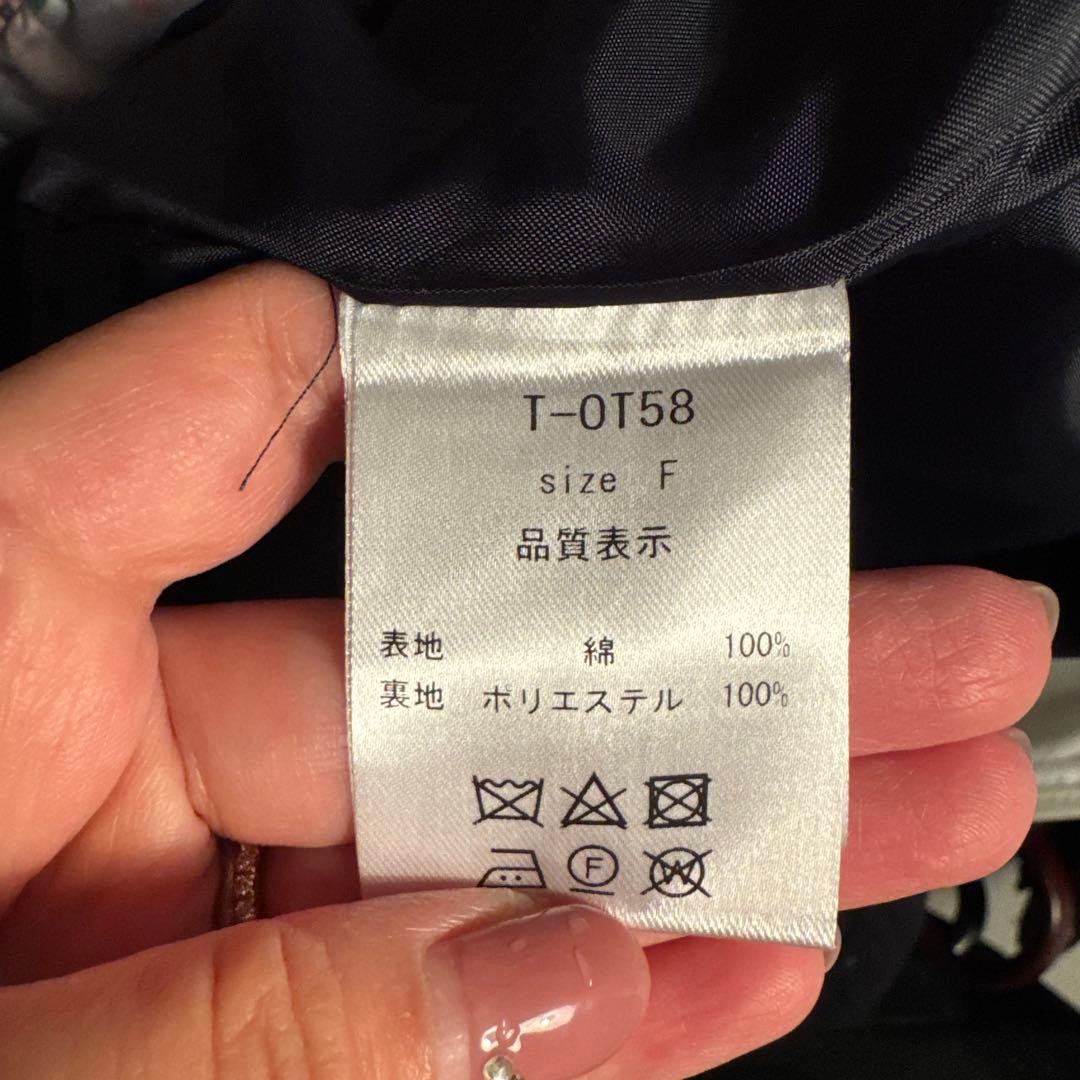 T-OT58
size F
品質表示
表地 綿 100%
裏地 ポリエステル 100%
F
W